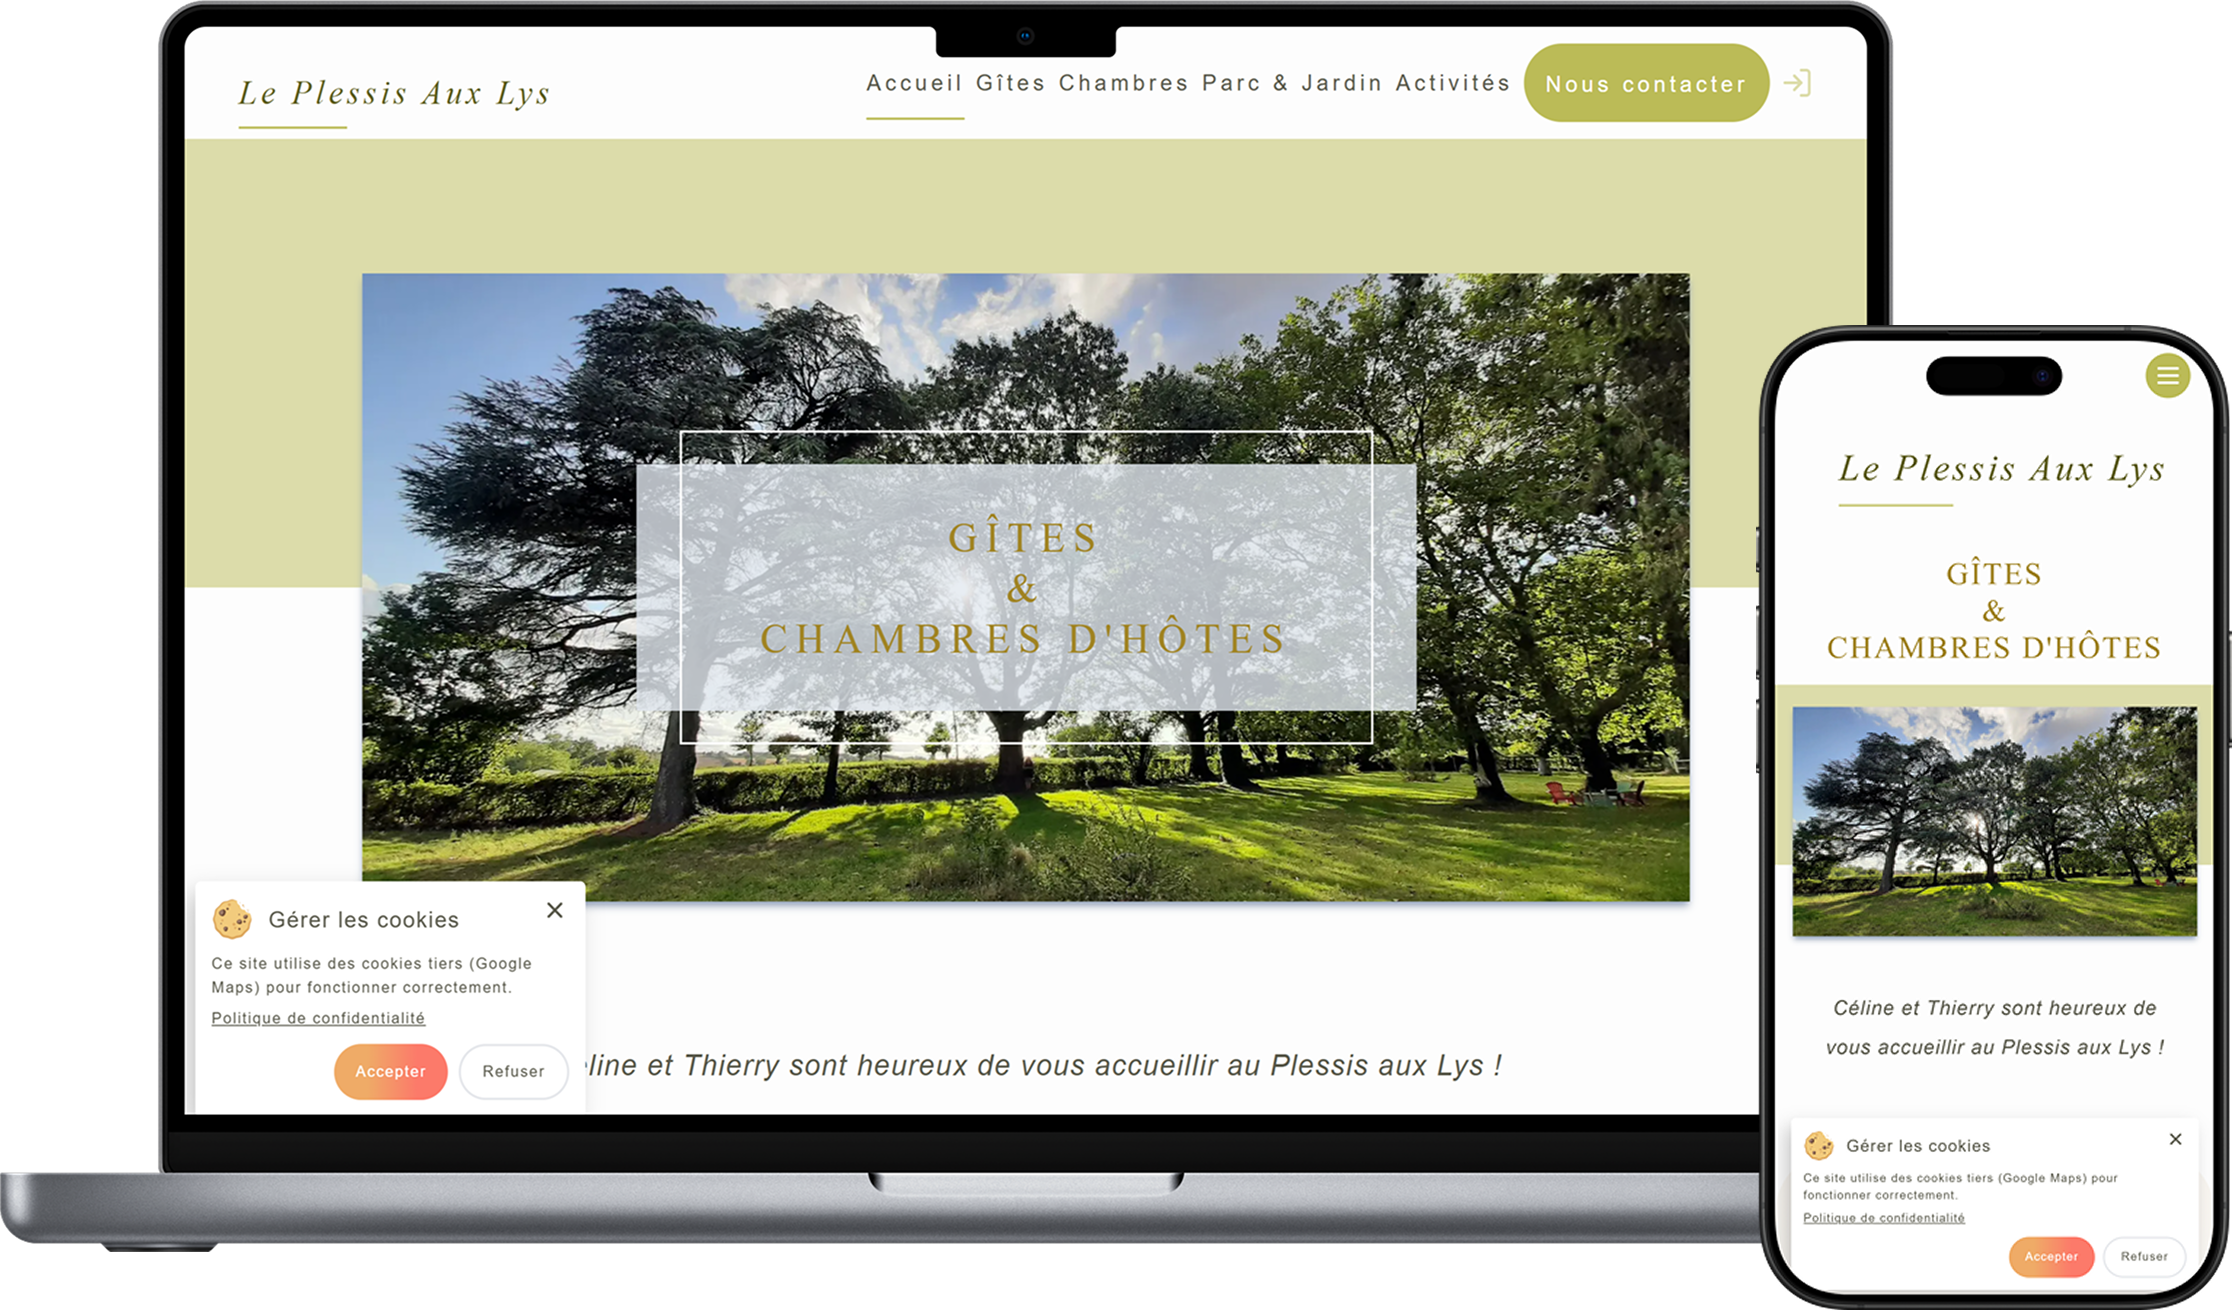 Le Plessis Aux Lys
Accueil Gîtes Chambres Parc & Jardin Activités Nous contacter
GÎTES
&
CHAMBRES D'HÔTES
Gérer les cookies
Ce site utilise des cookies tiers (Google
Maps) pour fonctionner correctement.
Politique de confidentialité
Accepter Refuser
line et Thierry sont heureux de vous accueillir au Plessis aux Lys !
Le Plessis Aux Lys
GÎTES
&
CHAMBRES D'HÔTES
Céline et Thierry sont heureux de
vous accueillir au Plessis aux Lys !
Gérer les cookies
Ce site utilise des cookies tiers (Google Maps) pour
fonctionner correctement.
Politique de confidentialité
Accepter Refuser